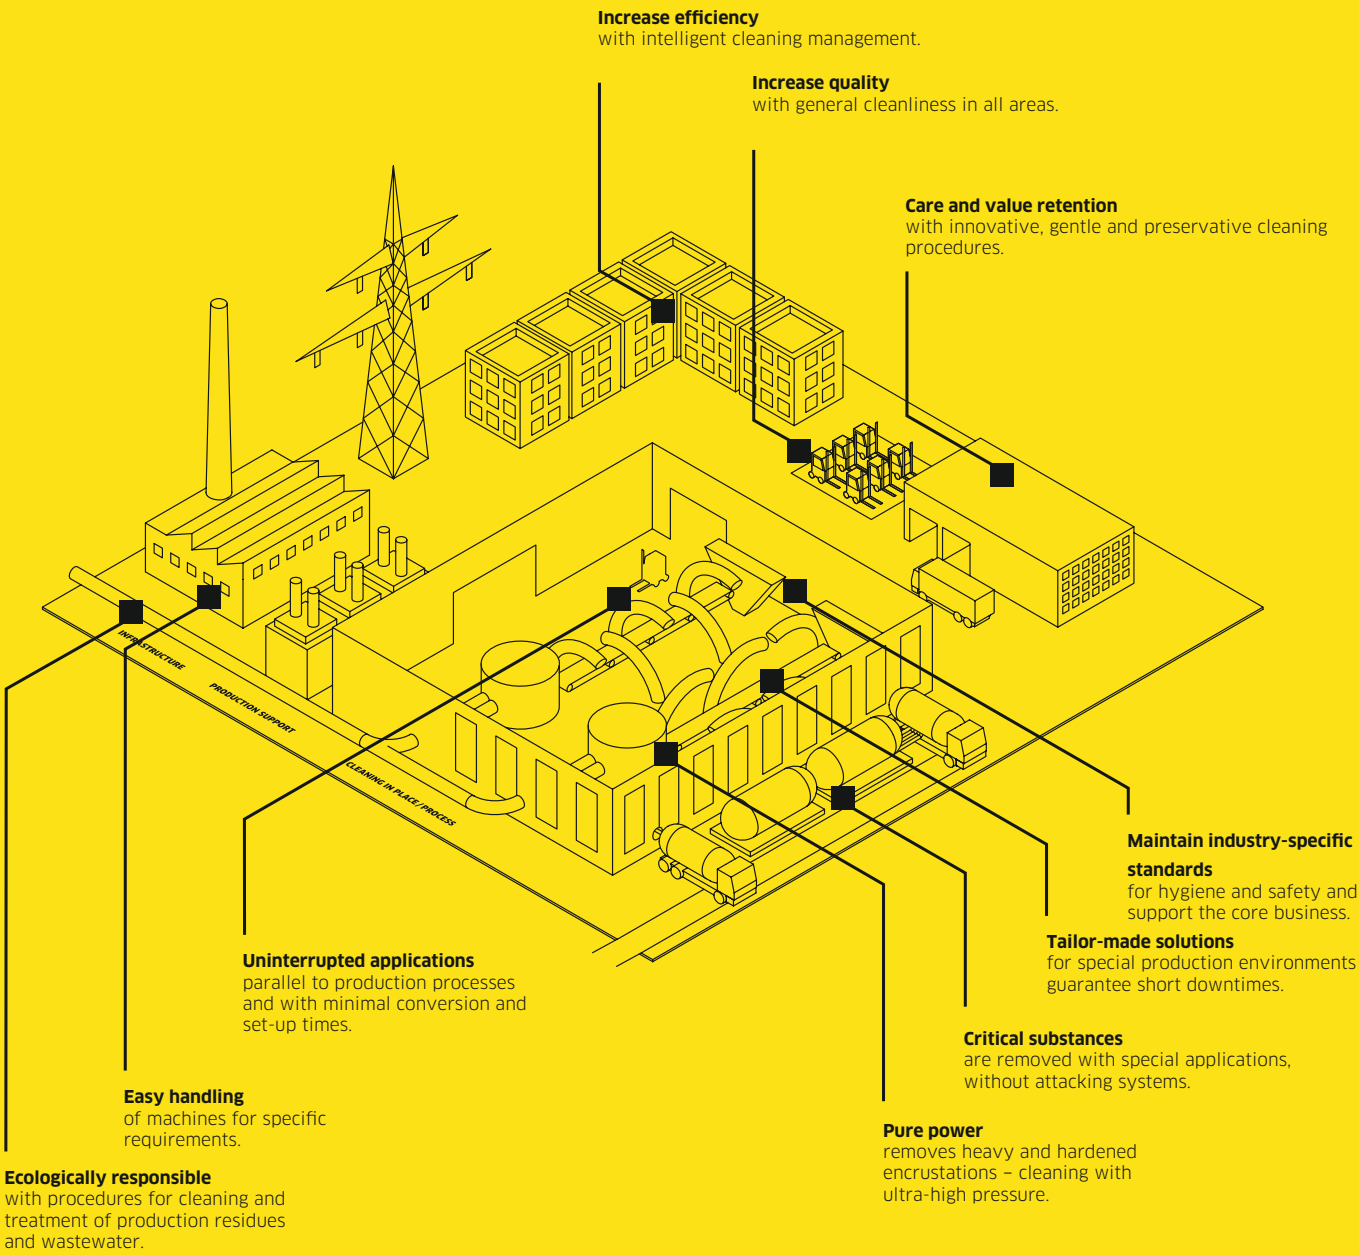 Increase efficiency
with intelligent cleaning management.
Increase quality
with general cleanliness in all areas.
Care and value retention
with innovative, gentle and preservative cleaning
procedures.
INFRASTRUCTURE
PRODUCTION SUPPORT
CLEANING IN PLACE/PROCESS
Maintain industry-specific
standards
for hygiene and safety and
support the core business.
Tailor-made solutions
for special production environments
guarantee short downtimes.
Uninterrupted applications
parallel to production processes
and with minimal conversion and
set-up times.
Critical substances
are removed with special applications,
without attacking systems.
Easy handling
of machines for specific
requirements.
Pure power
removes heavy and hardened
encrustations – cleaning with
ultra-high pressure.
Ecologically responsible
with procedures for cleaning and
treatment of production residues
and wastewater.